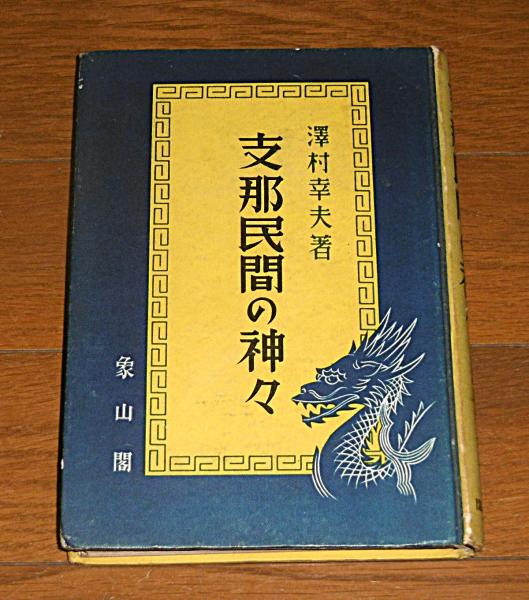 澤村幸夫著
支那民間の神々
象山閣